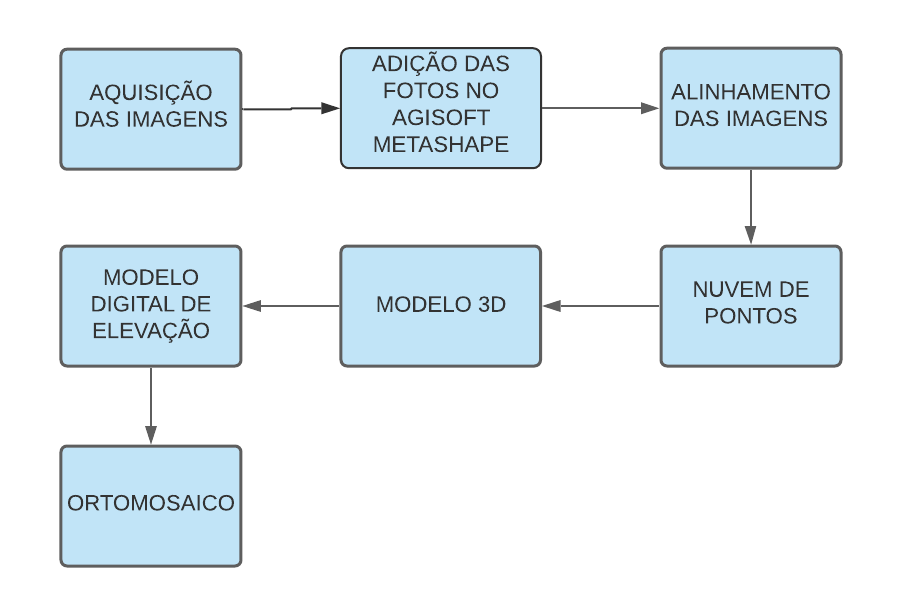 AQUISIÇÃO
DAS IMAGENS
ADIÇÃO DAS
FOTOS NO
AGISOFT
METASHAPE
ALINHAMENTO
DAS IMAGENS
NUVEM DE
PONTOS
MODELO 3D
MODELO
DIGITAL DE
ELEVAÇÃO
ORTOMOSAICO